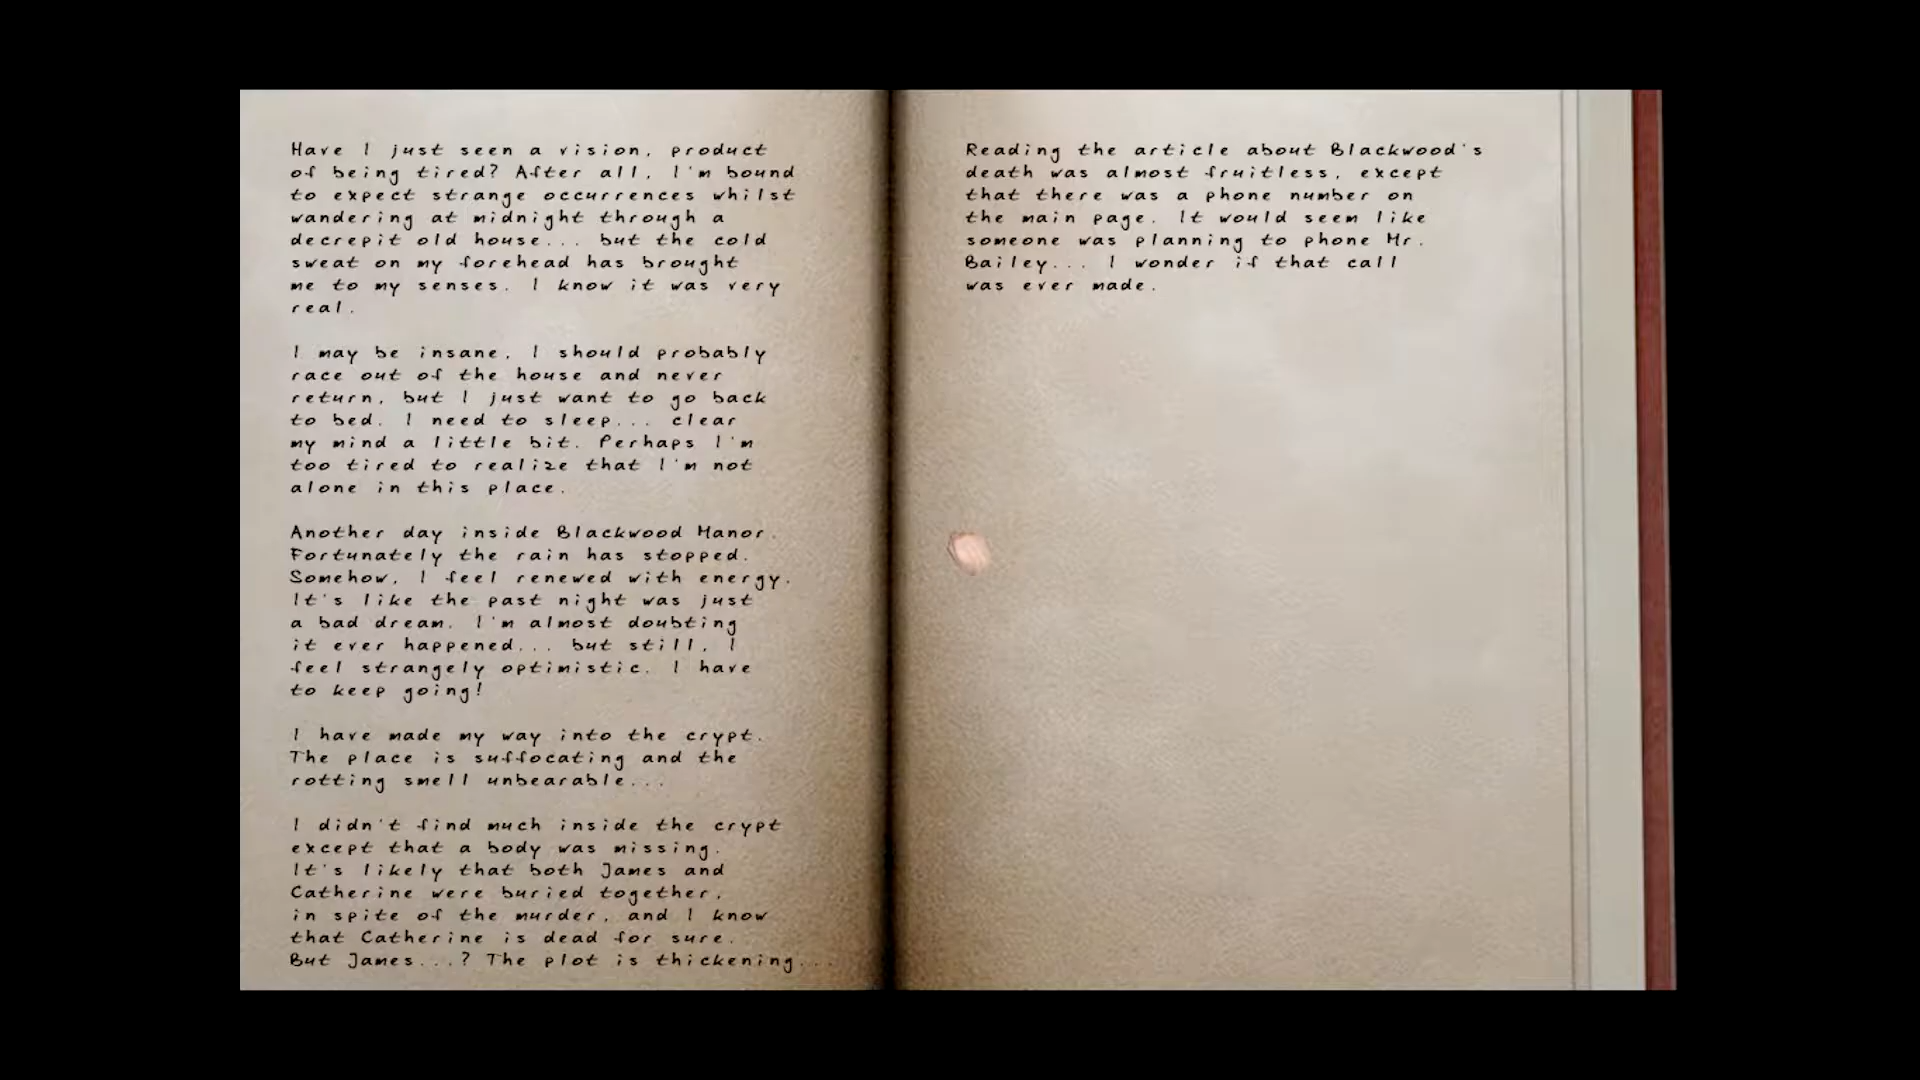 Have I just seen a vision, product
of being tired? After all, I'm bound
to expect strange occurrences whilst
wandering at midnight through a
decrepit old house... but the cold
sweat on my forehead has brought
me to my senses. I know it was very
real.
I may be insane, I should probably
race out of the house and never
return, but I just want to go back
to bed. I need to sleep... clear
my mind a little bit. Perhaps I'm
too tired to realize that I'm not
alone in this place.
Another day inside Blackwood Manor.
Fortunately the rain has stopped.
Somehow, I feel renewed with energy.
It's like the past night was just
a bad dream. I'm almost doubting
it ever happened... but still, I
feel strangely optimistic. I have
to keep going!
I have made my way into the crypt.
The place is suffocating and the
rotting smell unbearable...
I didn't find much inside the crypt
except that a body was missing.
It's likely that both James and
Catherine were buried together,
in spite of the murder, and I know
that Catherine is dead for sure.
But James...? The plot is thickening...
Reading the article about Blackwood's
death was almost fruitless, except
that there was a phone number on
the main page. It would seem like
someone was planning to phone Mr.
Bailey... I wonder if that call
was ever made.